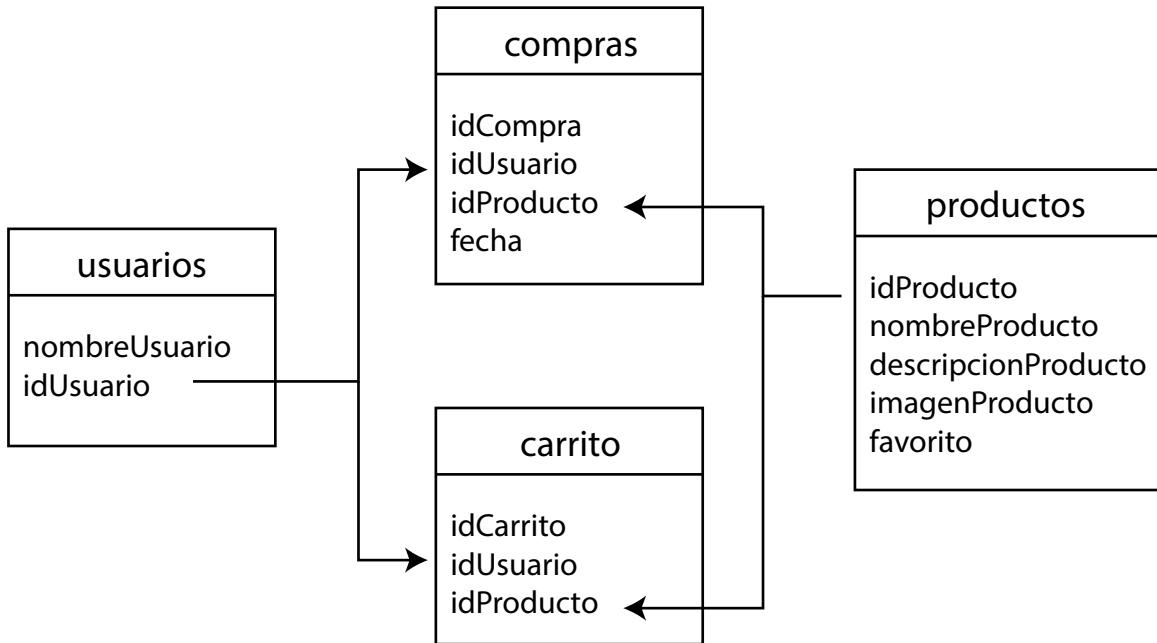 compras
idCompra
idUsuario
idProducto
fecha
usuarios
nombreUsuario
idUsuario
productos
idProducto
nombreProducto
descripcionProducto
imagenProducto
favorito
carrito
idCarrito
idUsuario
idProducto